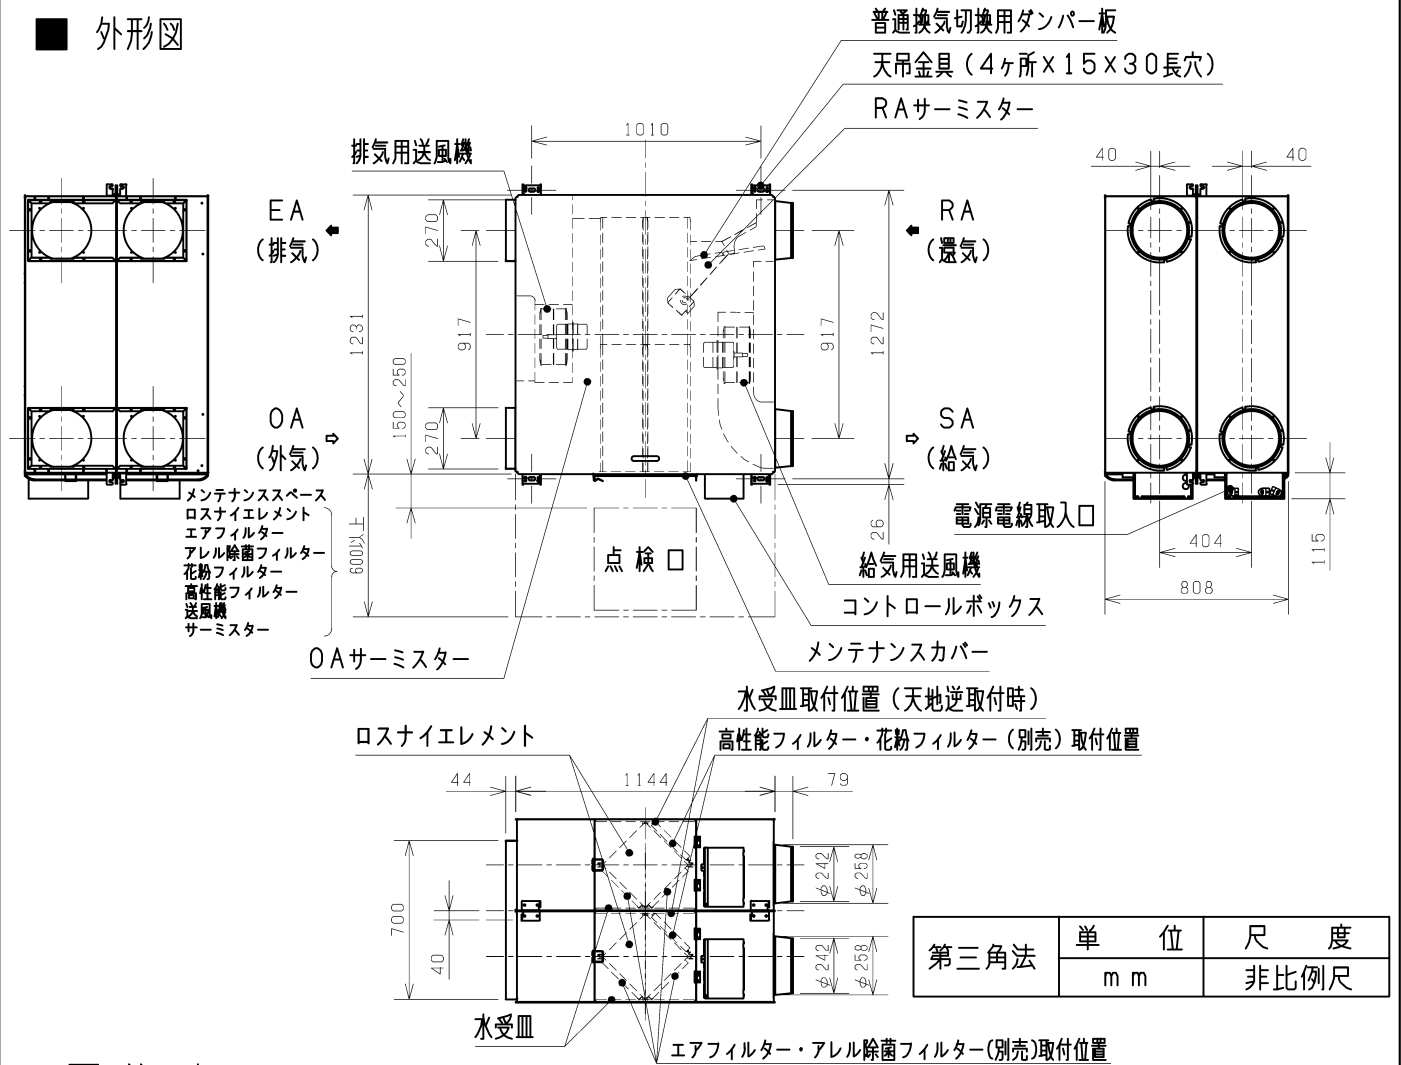 ■ 外形図
普通換気切換用ダンパー板
天吊金具（4ヶ所×15×30長穴）
RAサーミスター
1010
排気用送風機
40
40
EA
（排気）
RA
（還気）
270
1231
917
917
1272
150～250
OA
（外気）
270
SA
（給気）
メンテナンススペース
ロスナイエレメント
エアフィルター
アレル除菌フィルター
花粉フィルター
高性能フィルター
送風機
サーミスター
600以上
点検口
26
電源電線取入口
404
115
808
給気用送風機
コントロールボックス
メンテナンスカバー
OAサーミスター
水受皿取付位置（天地逆取付時）
ロスナイエレメント
高性能フィルター・花粉フィルター（別売）取付位置
44
1144
79
φ242
φ258
700
40
φ242
φ258
水受皿
エアフィルター・アレル除菌フィルター(別売)取付位置
第三角法
単位
尺度
mm
非比例尺